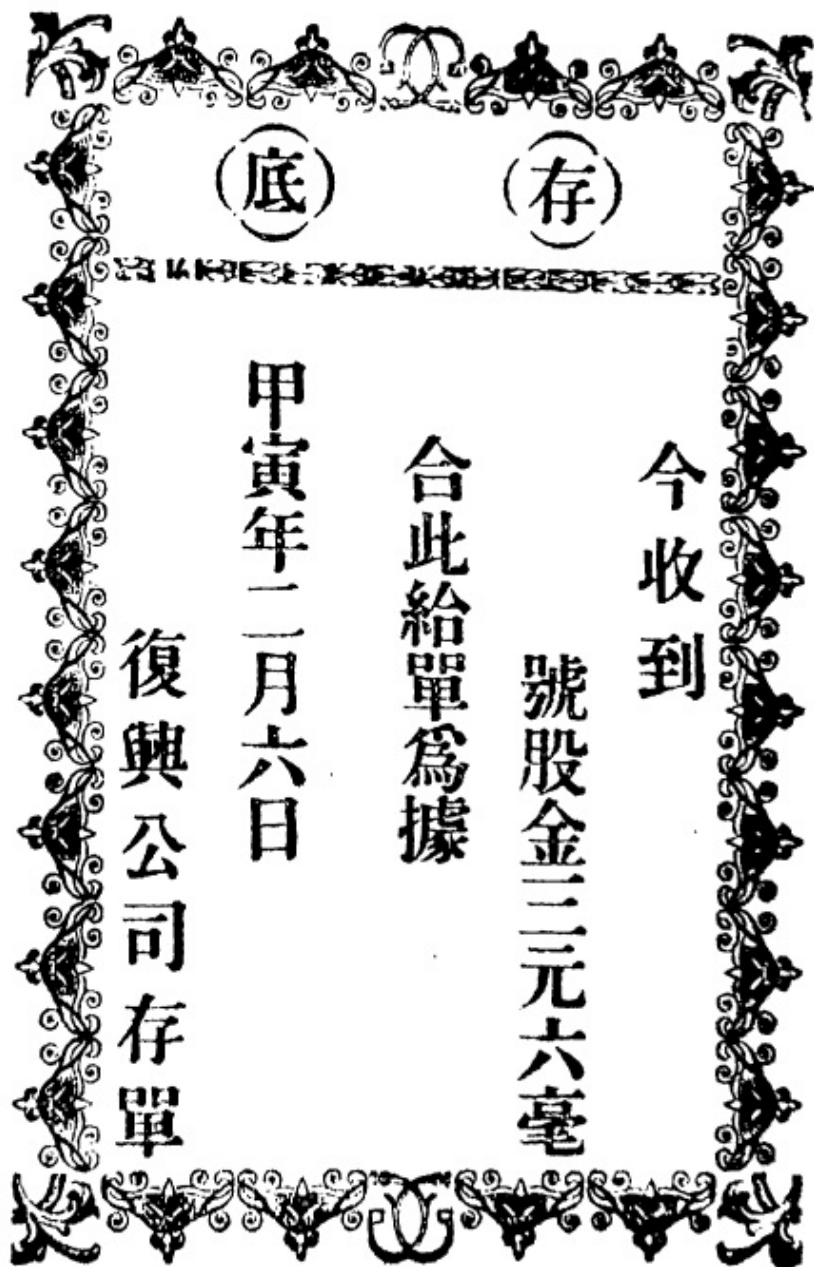 存底
今收到
號股金三元六毫
合此給單爲據
甲寅年二月六日
復興公司存單